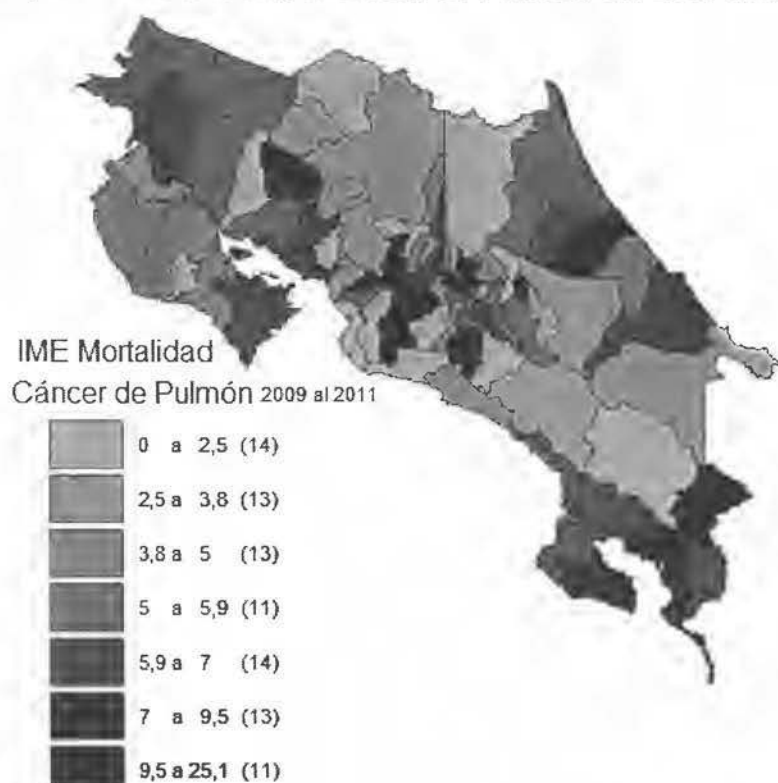 IME Mortalidad
Cáncer de Pulmón 2009 al 2011
0 a 2,5 (14)
2,5 a 3,8 (13)
3,8 a 5 (13)
5 a 5,9 (11)
5,9 a 7 (14)
7 a 9,5 (13)
9,5 a 25,1 (11)